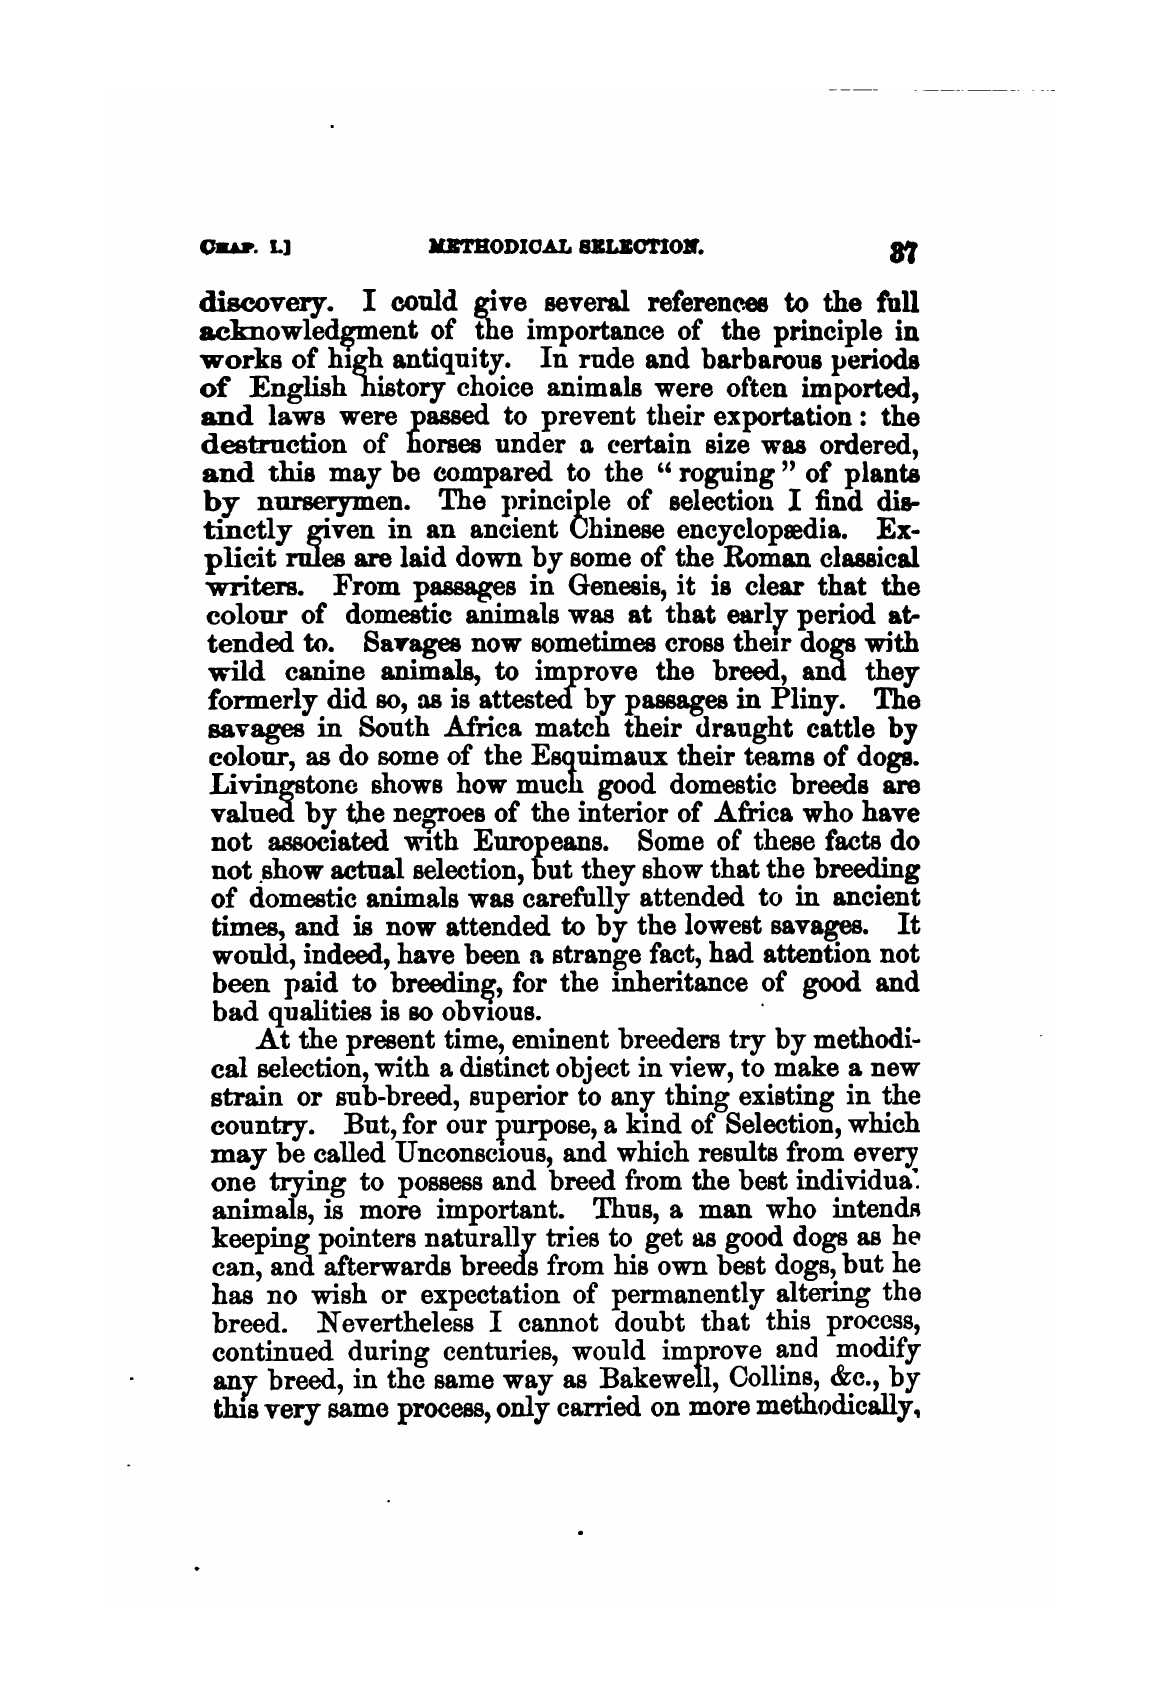 CHAP. I.] METHODICAL SELECTION. 37
discovery. I could give several references to the full
acknowledgment of the importance of the principle in
works of high antiquity. In rude and barbarous periods
of English history choice animals were often imported,
and laws were passed to prevent their exportation : the
destruction of horses under a certain size was ordered,
and this may be compared to the “ roguing ” of plants
by nurserymen. The principle of selection I find dis-
tinctly given in an ancient Chinese encyclopædia. Ex-
plicit rules are laid down by some of the Roman classical
writers. From passages in Genesis, it is clear that the
colour of domestic animals was at that early period at-
tended to. Savages now sometimes cross their dogs with
wild canine animals, to improve the breed, and they
formerly did so, as is attested by passages in Pliny. The
savages in South Africa match their draught cattle by
colour, as do some of the Esquimaux their teams of dogs.
Livingstone shows how much good domestic breeds are
valued by the negroes of the interior of Africa who have
not associated with Europeans. Some of these facts do
not show actual selection, but they show that the breeding
of domestic animals was carefully attended to in ancient
times, and is now attended to by the lowest savages. It
would, indeed, have been a strange fact, had attention not
been paid to breeding, for the inheritance of good and
bad qualities is so obvious.
At the present time, eminent breeders try by methodi-
cal selection, with a distinct object in view, to make a new
strain or sub-breed, superior to any thing existing in the
country. But, for our purpose, a kind of Selection, which
may be called Unconscious, and which results from every
one trying to possess and breed from the best individual
animals, is more important. Thus, a man who intends
keeping pointers naturally tries to get as good dogs as he
can, and afterwards breeds from his own best dogs, but he
has no wish or expectation of permanently altering the
breed. Nevertheless I cannot doubt that this process,
continued during centuries, would improve and modify
any breed, in the same way as Bakewell, Collins, &c., by
this very same process, only carried on more methodically,